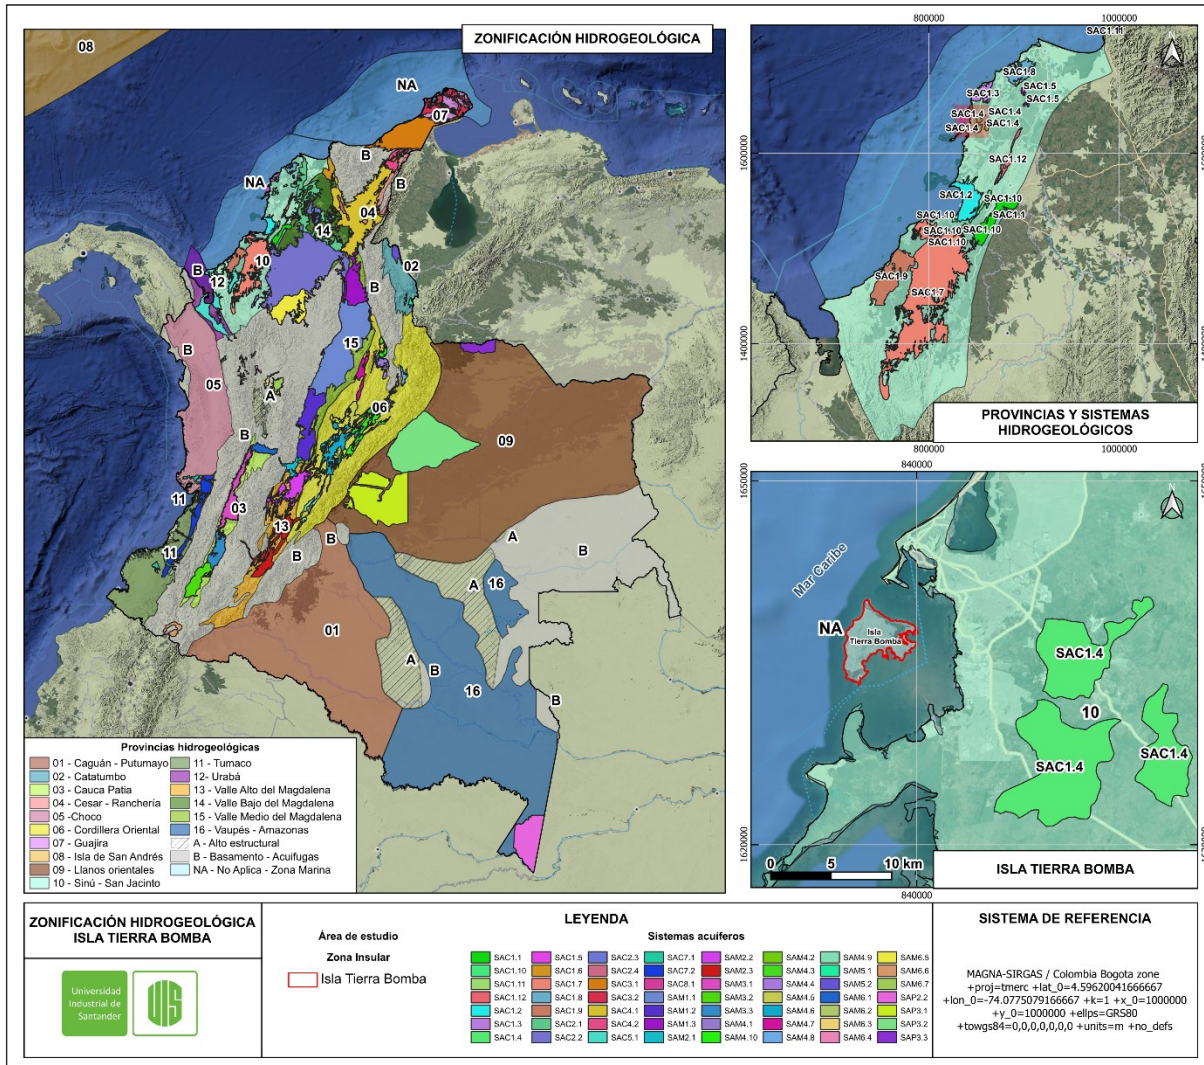 ZONIFICACIÓN HIDROGEOLÓGICA
08
NA
07
B
B
NA
04
14
02
B
10
12
B
15
B
05
A
06
B
09
11
03
13
A
B
B
B
11
A
16
01
A
B
16
B
Provincias hidrogeológicas
01 - Caguán - Putumayo
02 - Catatumbo
03 - Cauca Patia
04 - Cesar - Ranchería
05 -Choco
06 - Cordillera Oriental
07 - Guajira
08 - Isla de San Andrés
09 - Llanos orientales
10 - Sinú - San Jacinto
11 - Tumaco
12- Urabá
13 - Valle Alto del Magdalena
14 - Valle Bajo del Magdalena
15 - Valle Medio del Magdalena
16 - Vaupés - Amazonas
A - Alto estructural
B - Basamento - Acuifugas
NA - No Aplica - Zona Marina
800000
1000000
N
SAC1.11
SAC1.8
SAC1.5
SAC1.3
SAC1.5
SAC1.4
SAC1.4
SAC1.4
SAC1.4
1600000
SAC1.12
SAC1.2
SAC1.10
SAC1.10
SAC1.1
SAC1.10
SAC1.10
SAC1.10
SAC1.9
SAC1.7
1400000
PROVINCIAS Y SISTEMAS
HIDROGEOLÓGICOS
800000
1000000
840000
1650000
N
Mar Caribe
NA
Isla
Tierra Bomba
SAC1.4
10
SAC1.4
SAC1.4
1620000
0 5 10 km
ISLA TIERRA BOMBA
840000
ZONIFICACIÓN HIDROGEOLÓGICA
ISLA TIERRA BOMBA
Universidad
Industrial de
Santander
UIS
LEYENDA
Área de estudio
Zona Insular
Isla Tierra Bomba
Sistemas acuíferos
SAC1.1
SAC1.10
SAC1.11
SAC1.12
SAC1.2
SAC1.3
SAC1.4
SAC1.5
SAC1.6
SAC1.7
SAC1.8
SAC1.9
SAC2.1
SAC2.2
SAC2.3
SAC2.4
SAC3.1
SAC3.2
SAC4.1
SAC4.2
SAC5.1
SAC7.1
SAC7.2
SAC8.1
SAM1.1
SAM1.2
SAM1.3
SAM2.1
SAM2.2
SAM2.3
SAM3.1
SAM3.2
SAM3.3
SAM4.1
SAM4.10
SAM4.2
SAM4.3
SAM4.4
SAM4.5
SAM4.6
SAM4.7
SAM4.8
SAM4.9
SAM5.1
SAM5.2
SAM6.1
SAM6.2
SAM6.3
SAM6.4
SAM6.5
SAM6.6
SAM6.7
SAP2.2
SAP3.1
SAP3.2
SAP3.3
SISTEMA DE REFERENCIA
MAGNA-SIRGAS / Colombia Bogota zone
+proj=tmerc +lat_0=4.59620041666667
+lon_0=-74.0775079166667 +k=1 +x_0=1000000
+y_0=1000000 +ellps=GRS80
+towgs84=0,0,0,0,0,0,0 +units=m +no_defs